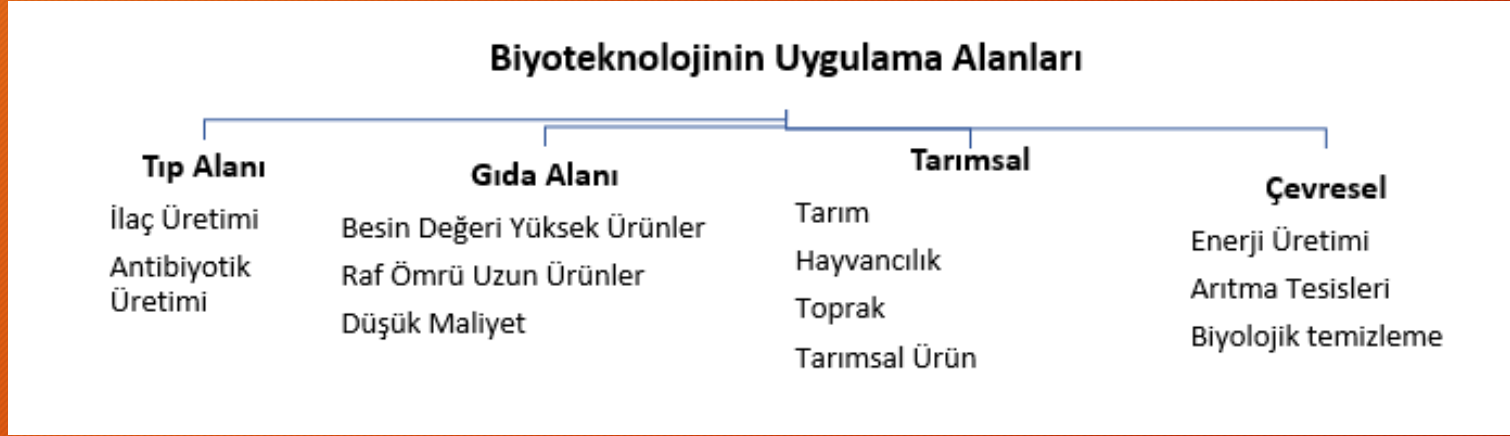 Biyoteknolojinin Uygulama Alanları
Tıp Alanı
İlaç Üretimi
Antibiyotik
Üretimi
Gıda Alanı
Besin Değeri Yüksek Ürünler
Raf Ömrü Uzun Ürünler
Düşük Maliyet
Tarımsal
Tarım
Hayvancılık
Toprak
Tarımsal Ürün
Çevresel
Enerji Üretimi
Arıtma Tesisleri
Biyolojik temizleme